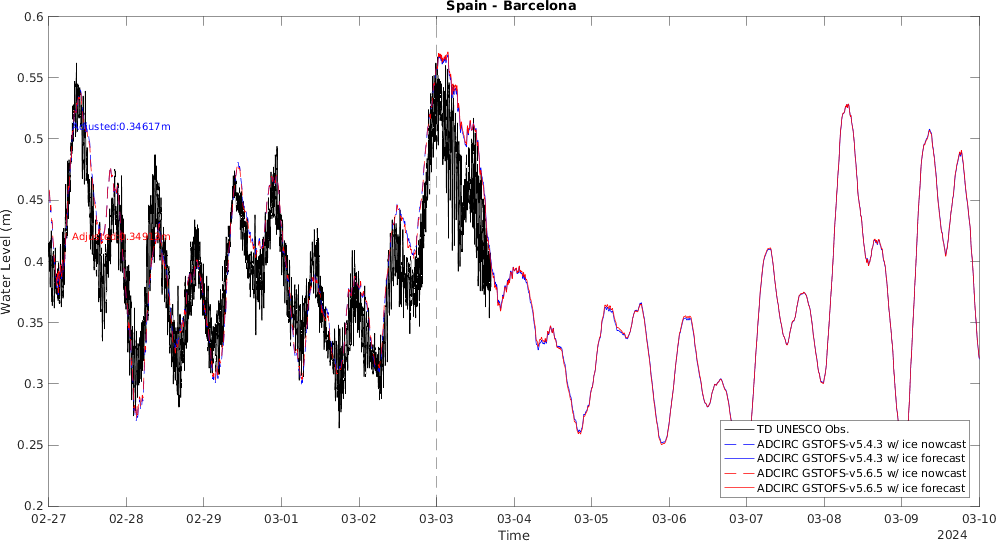 Spain - Barcelona
0.6
0.55
0.5
0.45
0.4
0.35
0.3
0.25
0.2
Water Level (m)
Adjusted:0.34617m
TD UNESCO Obs.
ADCIRC GSTOFS-v5.4.3 w/ ice nowcast
ADCIRC GSTOFS-v5.4.3 w/ ice forecast
ADCIRC GSTOFS-v5.6.5 w/ ice nowcast
ADCIRC GSTOFS-v5.6.5 w/ ice forecast
02-27 02-28 02-29 03-01 03-02 03-03 03-04 03-05 03-06 03-07 03-08 03-09 03-10
Time
2024